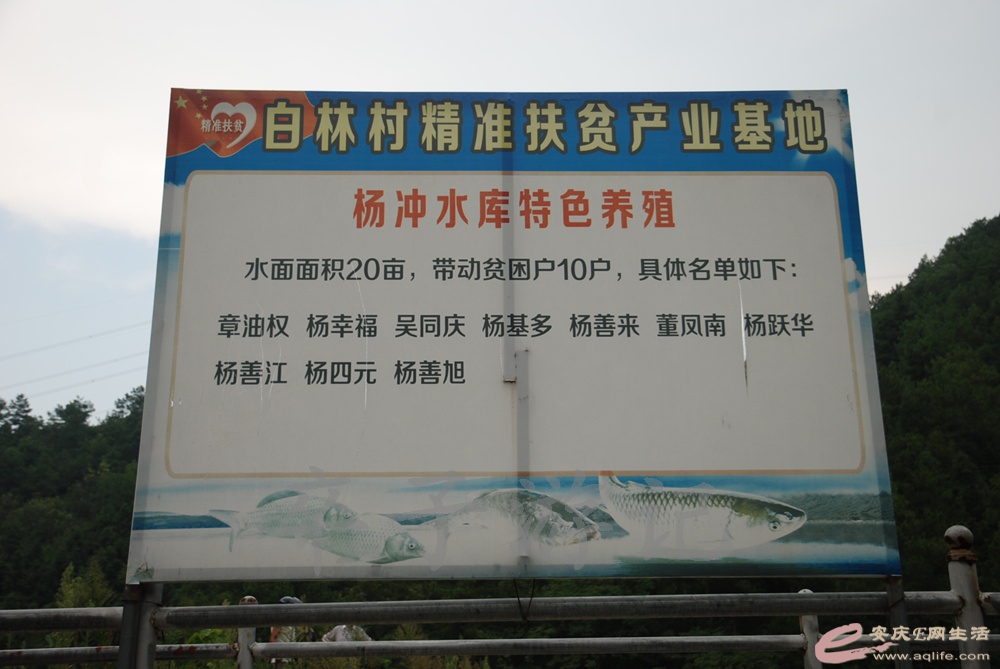 精准扶贫
白林村精准扶贫产业基地
杨冲水库特色养殖
水面面积20亩，带动贫困户10户，具体名单如下：
章油权 杨幸福 吴同庆 杨基多 杨善来 董凤南 杨跃华
杨善江 杨四元 杨善旭
安庆E网生活
www.aqlife.com